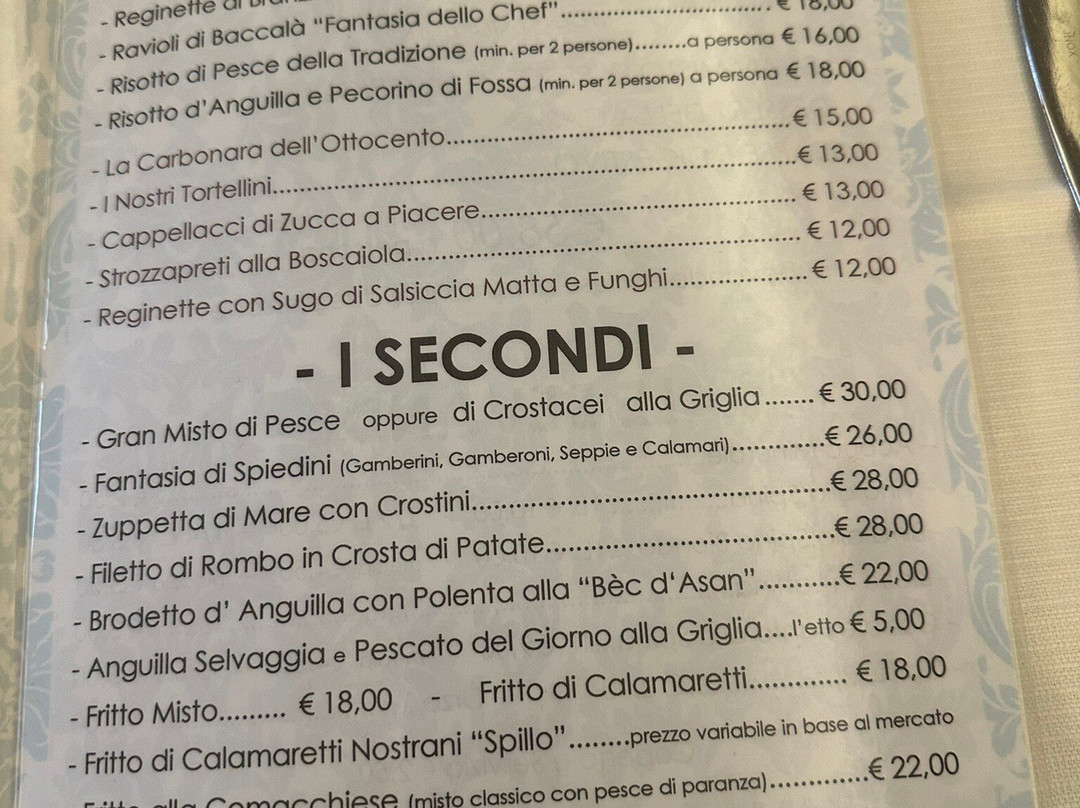 - Reginette di
- Ravioli di Baccalà “Fantasia dello Chef”.......................... € 18,00
- Risotto di Pesce della Tradizione (min. per 2 persone)........a persona € 16,00
- Risotto d'Anguilla e Pecorino di Fossa (min. per 2 persone) a persona € 18,00
- La Carbonara dell'Ottocento..................................................€ 15,00
- I Nostri Tortellini..........................................................................€ 13,00
- Cappellacci di Zucca a Piacere............................................. € 13,00
- Strozzapreti alla Boscaiola....................................................... € 12,00
- Reginette con Sugo di Salsiccia Matta e Funghi.................... € 12,00
- I SECONDI -
- Gran Misto di Pesce oppure di Crostacei alla Griglia....... € 30,00
- Fantasia di Spiedini (Gamberini, Gamberoni, Seppie e Calamari).............€ 26,00
- Zuppetta di Mare con Crostini...................................................€ 28,00
- Filetto di Rombo in Crosta di Patate.........................................€ 28,00
- Brodetto d' Anguilla con Polenta alla “Bèc d'Asan”...........€ 22,00
- Anguilla Selvaggia e Pescato del Giorno alla Griglia....l'etto € 5,00
- Fritto Misto......... € 18,00 - Fritto di Calamaretti............. € 18,00
- Fritto di Calamaretti Nostrani “Spillo”........prezzo variabile in base al mercato
- Fritto alla Comacchiese (misto classico con pesce di paranza)..............€ 22,00